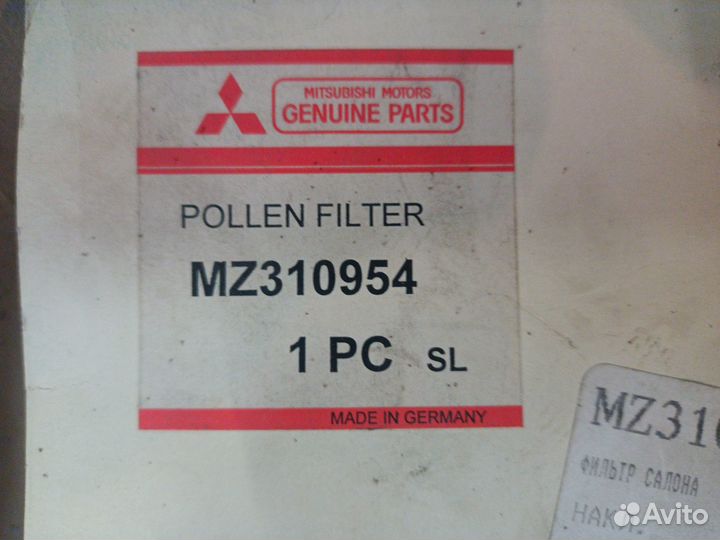 MITSUBISHI MOTORS
GENUINE PARTS
POLLEN FILTER
MZ310954
1 PC SL
MADE IN GERMANY
MZ31
ФИЛЬТР САЛОНА
Avito